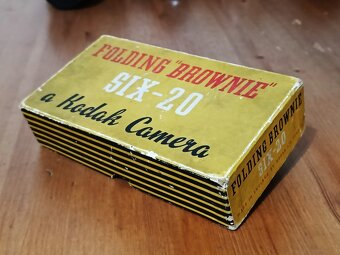 FOLDING "BROWNIE"
SIX-20
a Kodak Camera
FOLDING BROWNIE
SIX-20